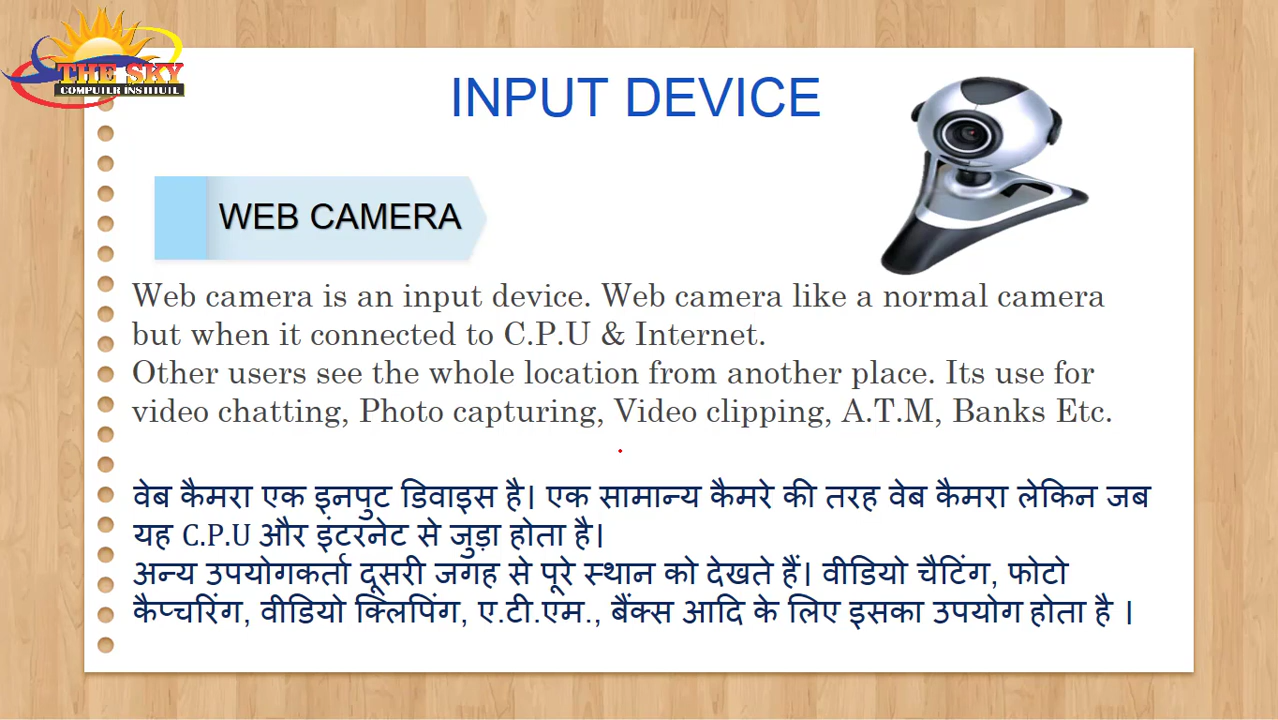 THE SKY
COMPUTER INSTITUTE
INPUT DEVICE
WEB CAMERA
Web camera is an input device. Web camera like a normal camera
but when it connected to C.P.U & Internet.
Other users see the whole location from another place. Its use for
video chatting, Photo capturing, Video clipping, A.T.M, Banks Etc.
वेब कैमरा एक इनपुट डिवाइस है। एक सामान्य कैमरे की तरह वेब कैमरा लेकिन जब
यह C.P.U और इंटरनेट से जुड़ा होता है।
अन्य उपयोगकर्ता दूसरी जगह से पूरे स्थान को देखते हैं। वीडियो चैटिंग, फोटो
कैप्चरिंग, वीडियो क्लिपिंग, ए.टी.एम., बैंक्स आदि के लिए इसका उपयोग होता है ।